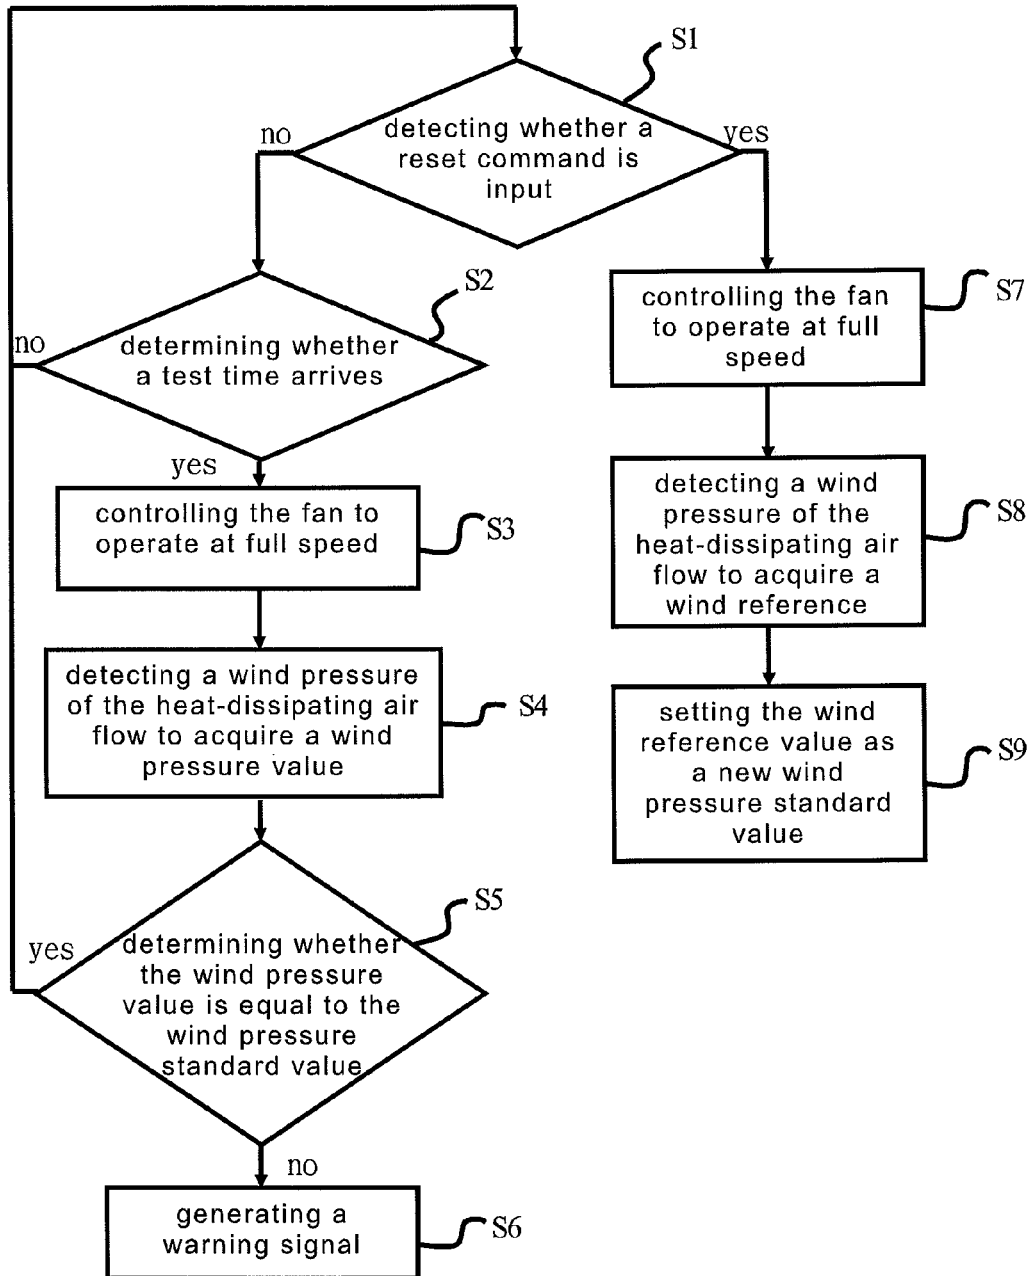 S1
detecting whether a
reset command is
input
no
yes
S2
determining whether
a test time arrives
no
yes
S3
controlling the fan to
operate at full speed
S4
detecting a wind pressure
of the heat-dissipating air
flow to acquire a wind
pressure value
S5
determining whether
the wind pressure
value is equal to the
wind pressure
standard value
yes
no
generating a
warning signal
S6
controlling the fan
to operate at full
speed
S7
detecting a wind
pressure of the
heat-dissipating air
flow to acquire a
wind reference
S8
setting the wind
reference value as
a new wind
pressure standard
value
S9